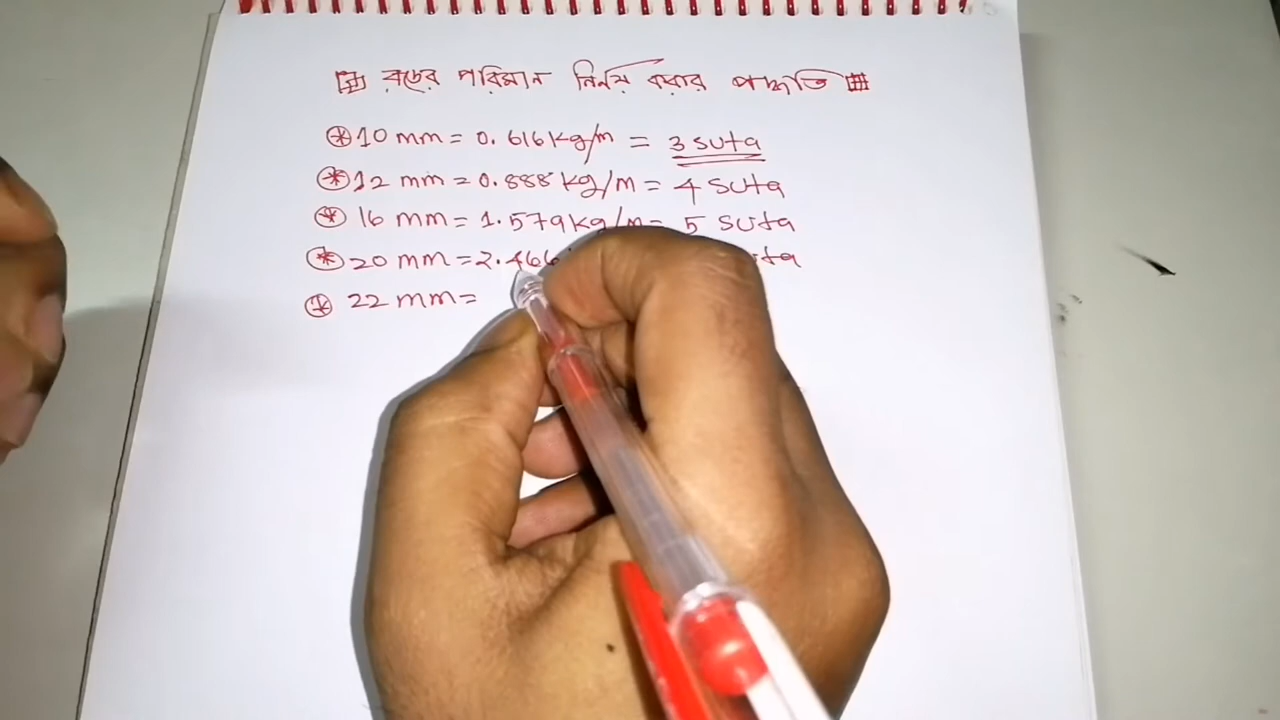 রডের পরিমান নির্নয় করার পদ্ধতি
10 mm = 0.616 kg/m = 3 suta
12 mm = 0.888 kg/m = 4 suta
16 mm = 1.579 kg/m = 5 suta
20 mm = 2.466
22 mm =